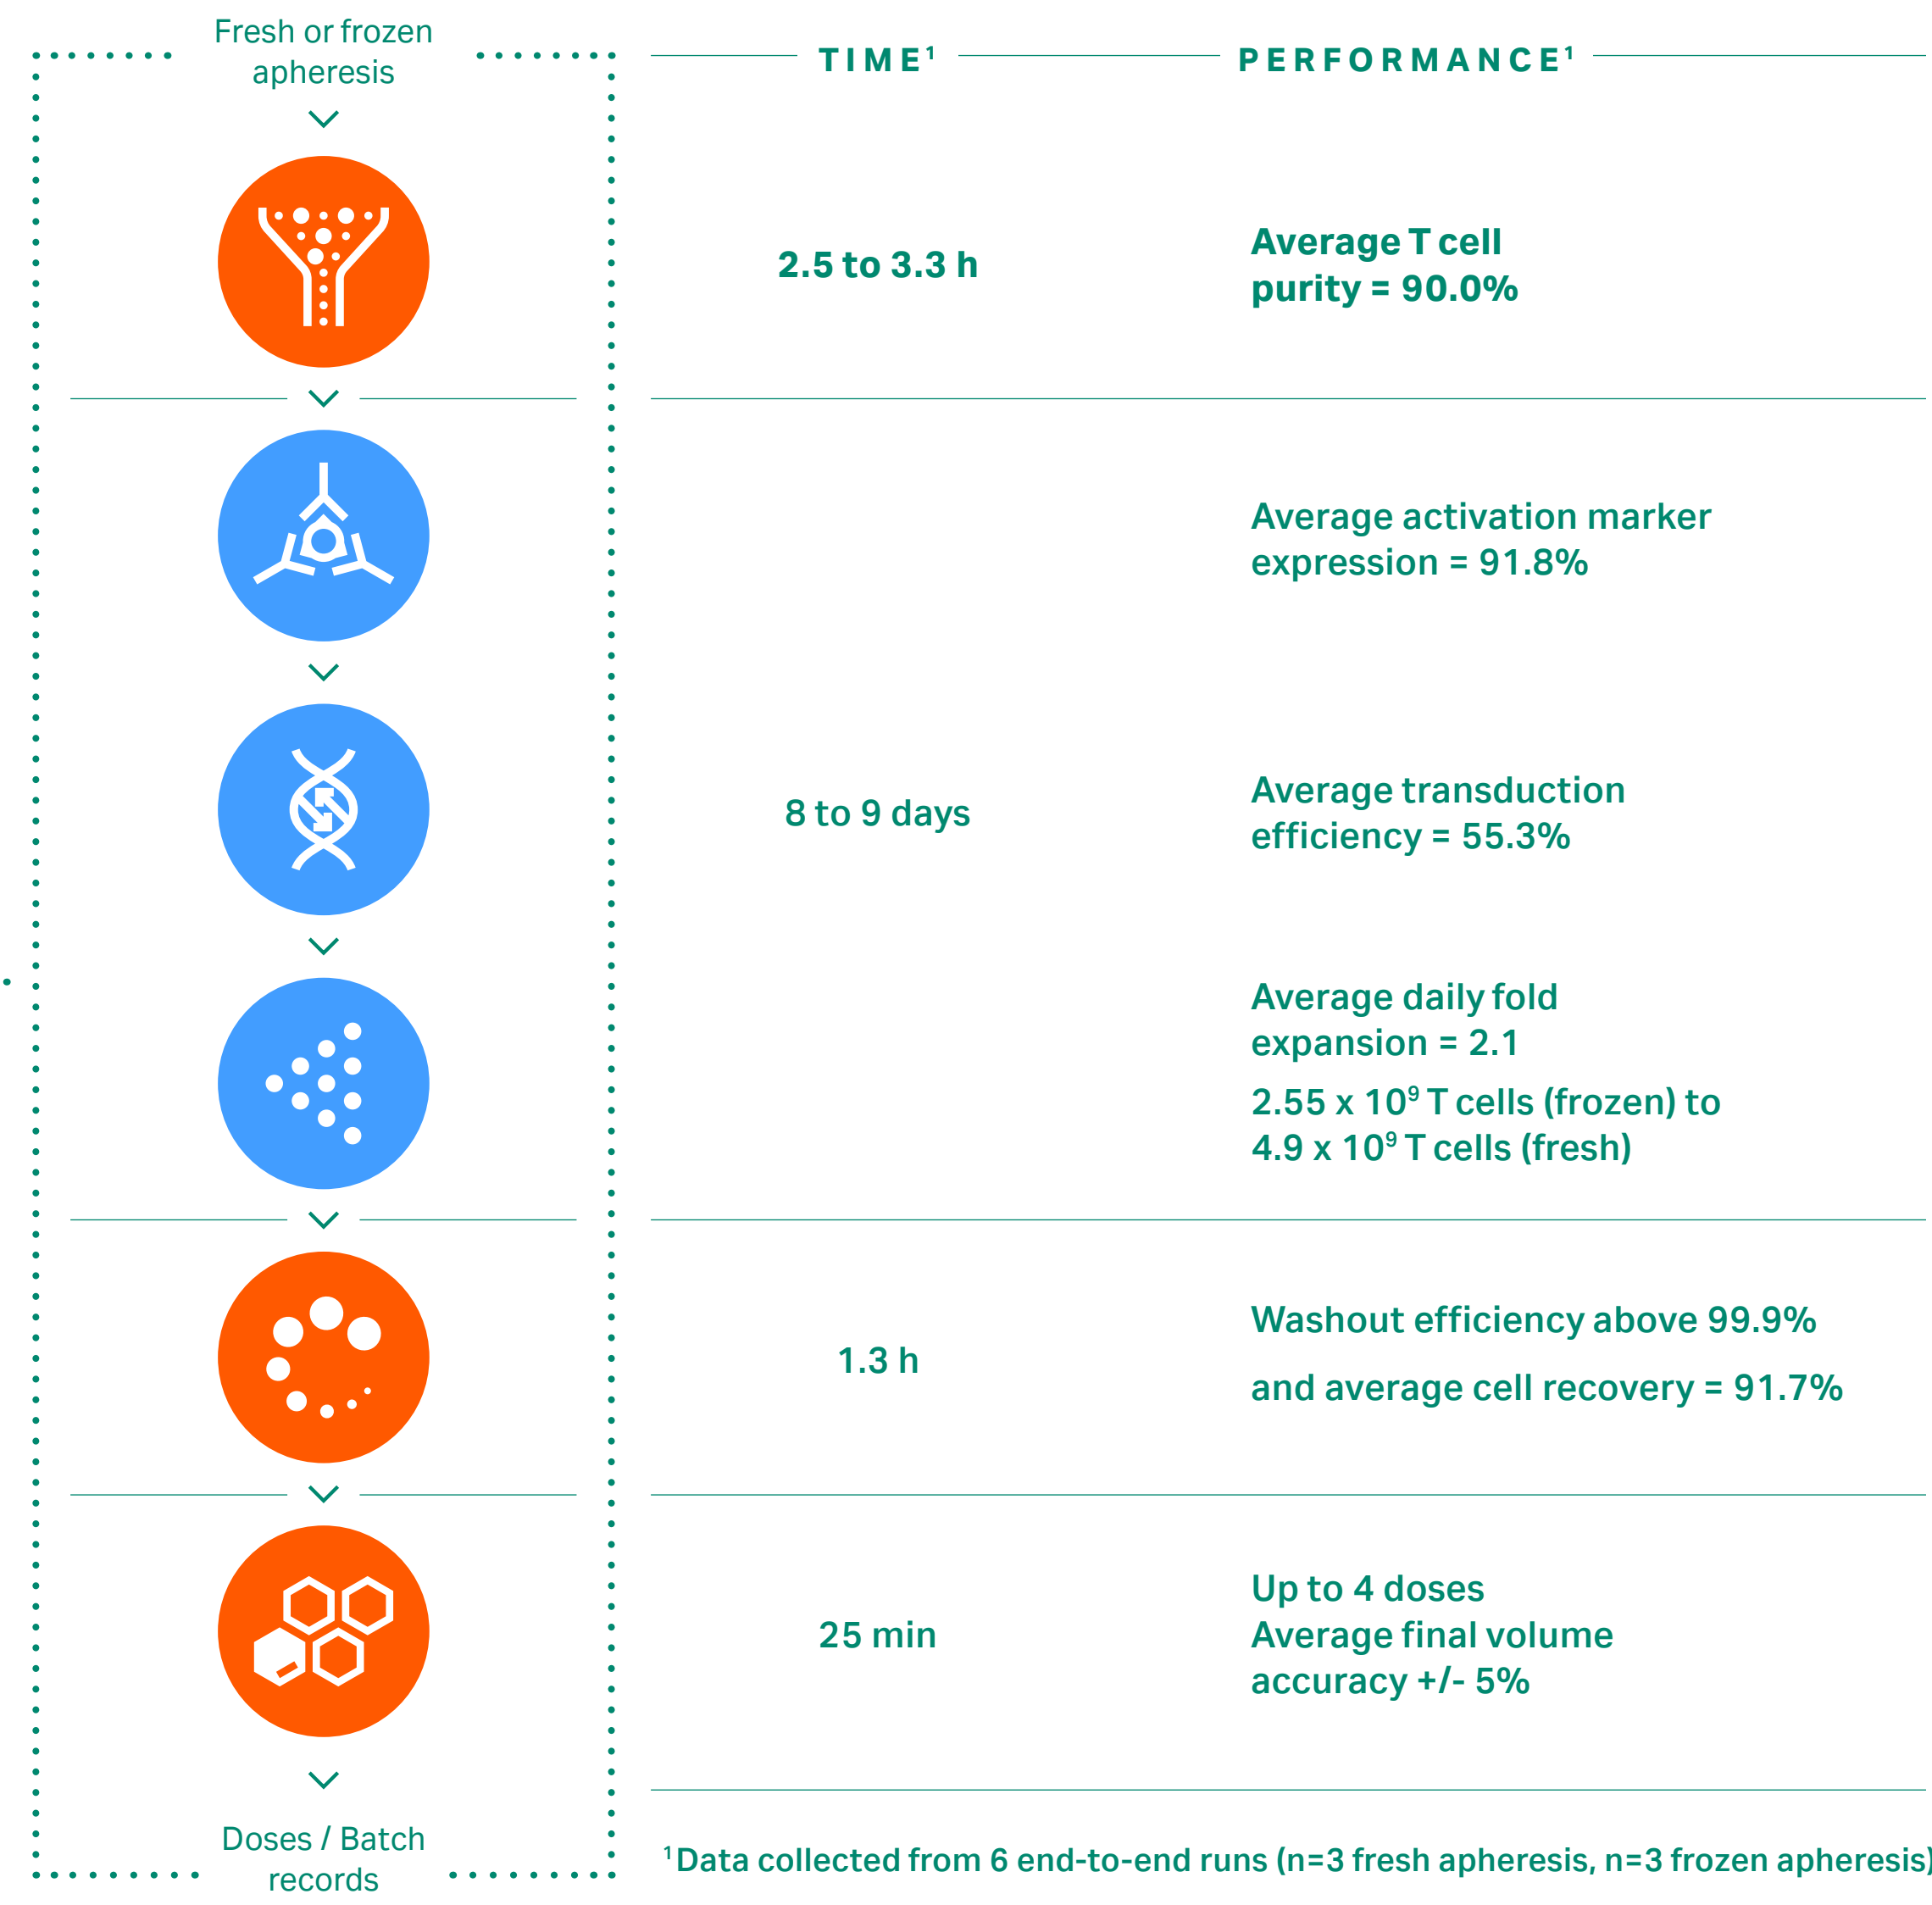 Fresh or frozen
apheresis
TIME¹
PERFORMANCE¹
2.5 to 3.3 h
Average T cell
purity = 90.0%
Average activation marker
expression = 91.8%
8 to 9 days
Average transduction
efficiency = 55.3%
Average daily fold
expansion = 2.1
2.55 x 10⁹ T cells (frozen) to
4.9 x 10⁹ T cells (fresh)
1.3 h
Washout efficiency above 99.9%
and average cell recovery = 91.7%
25 min
Up to 4 doses
Average final volume
accuracy +/- 5%
Doses / Batch
records
¹ Data collected from 6 end-to-end runs (n=3 fresh apheresis, n=3 frozen apheresis)